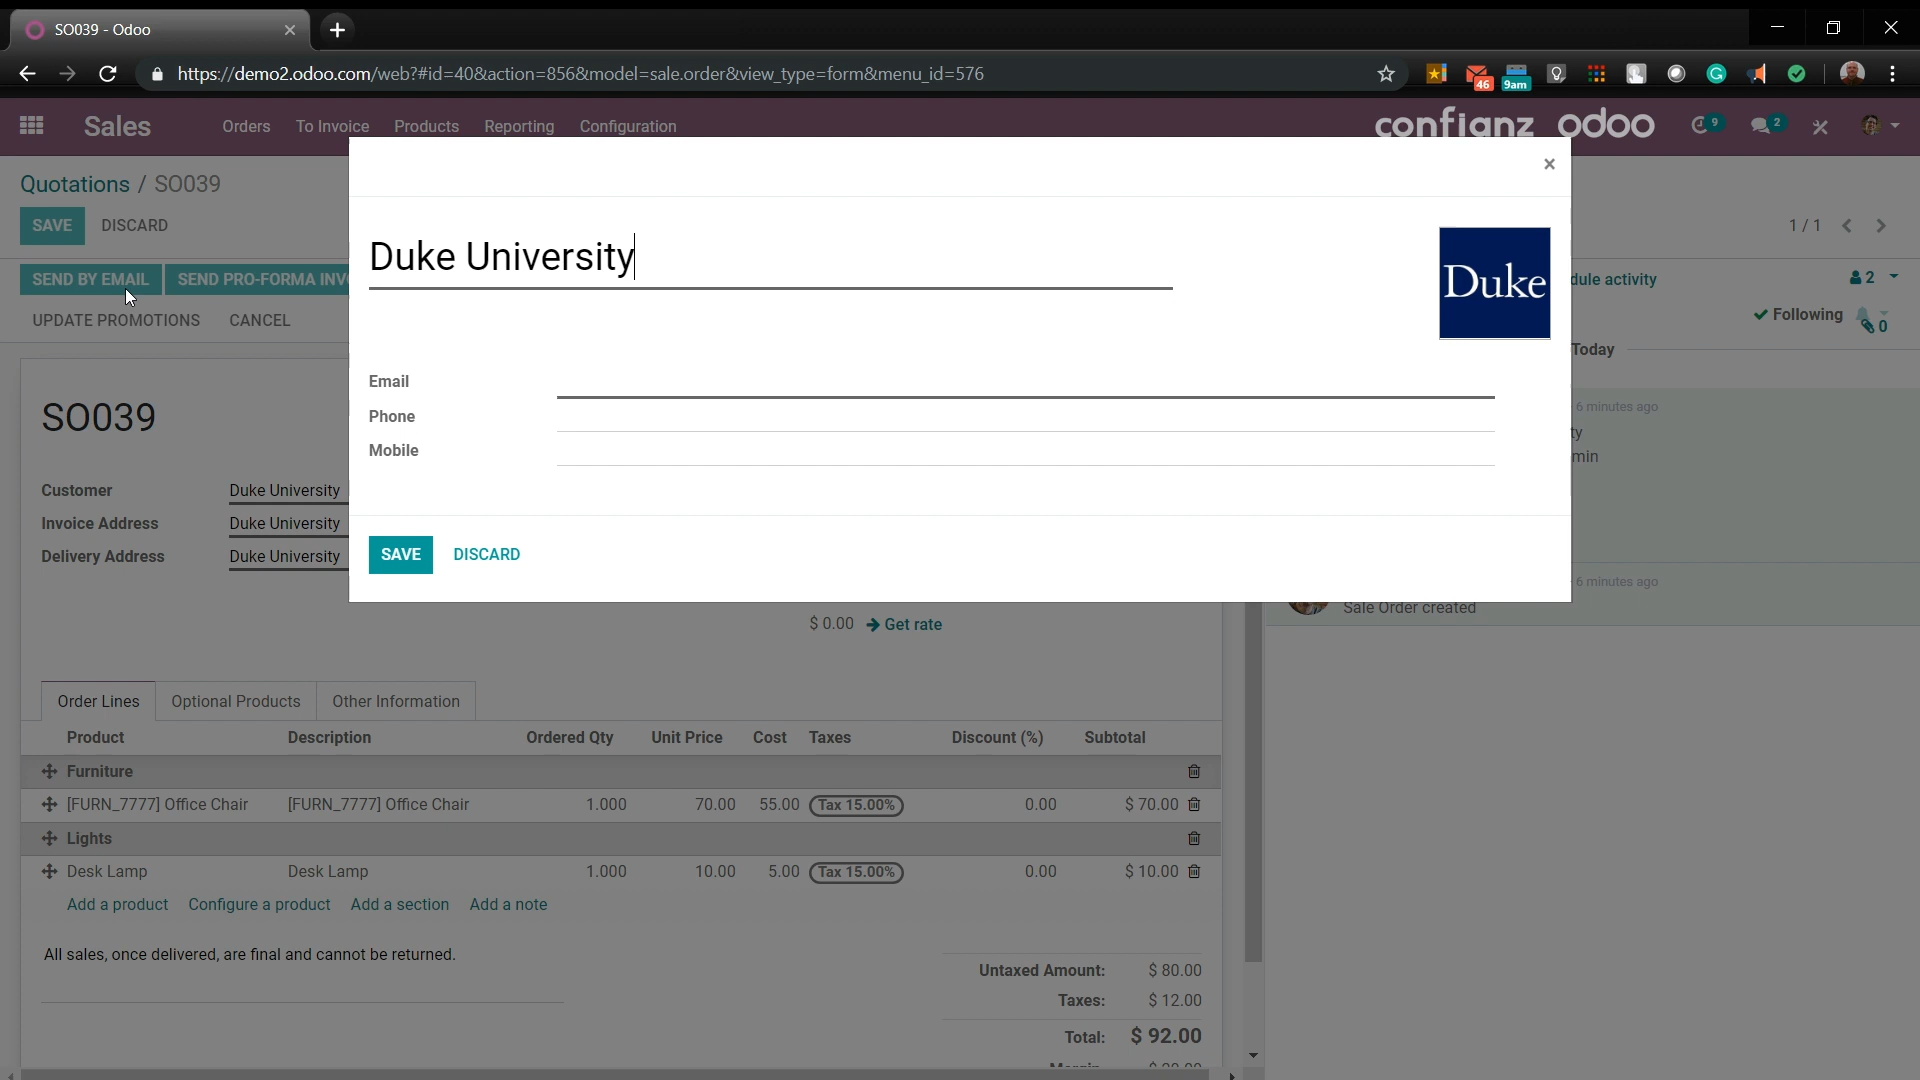 SO039 - Odoo
https://demo2.odoo.com/web?#id=40&action=856&model=sale.order&view_type=form&menu_id=576
46
9am
Sales
Orders
To Invoice
Products
Reporting
Configuration
confianz odoo
9
2
Quotations / SO039
SAVE
DISCARD
1 / 1
SEND BY EMAIL
SEND PRO-FORMA
UPDATE PROMOTIONS
CANCEL
activity
2
Following
0
Today
Duke University
Duke
Email
Phone
Mobile
SAVE
DISCARD
SO039
Customer
Duke University
Invoice Address
Duke University
Delivery Address
Duke University
6 minutes ago
6 minutes ago
Sale Order created
$ 0.00
Get rate
Order Lines
Optional Products
Other Information
Product Description Ordered Qty Unit Price Cost Taxes Discount (%) Subtotal
Furniture
[FURN_7777] Office Chair [FURN_7777] Office Chair 1.000 70.00 55.00 Tax 15.00% 0.00 $ 70.00
Lights
Desk Lamp Desk Lamp 1.000 10.00 5.00 Tax 15.00% 0.00 $ 10.00
Add a product Configure a product Add a section Add a note
All sales, once delivered, are final and cannot be returned.
Untaxed Amount: $ 80.00
Taxes: $ 12.00
Total: $ 92.00